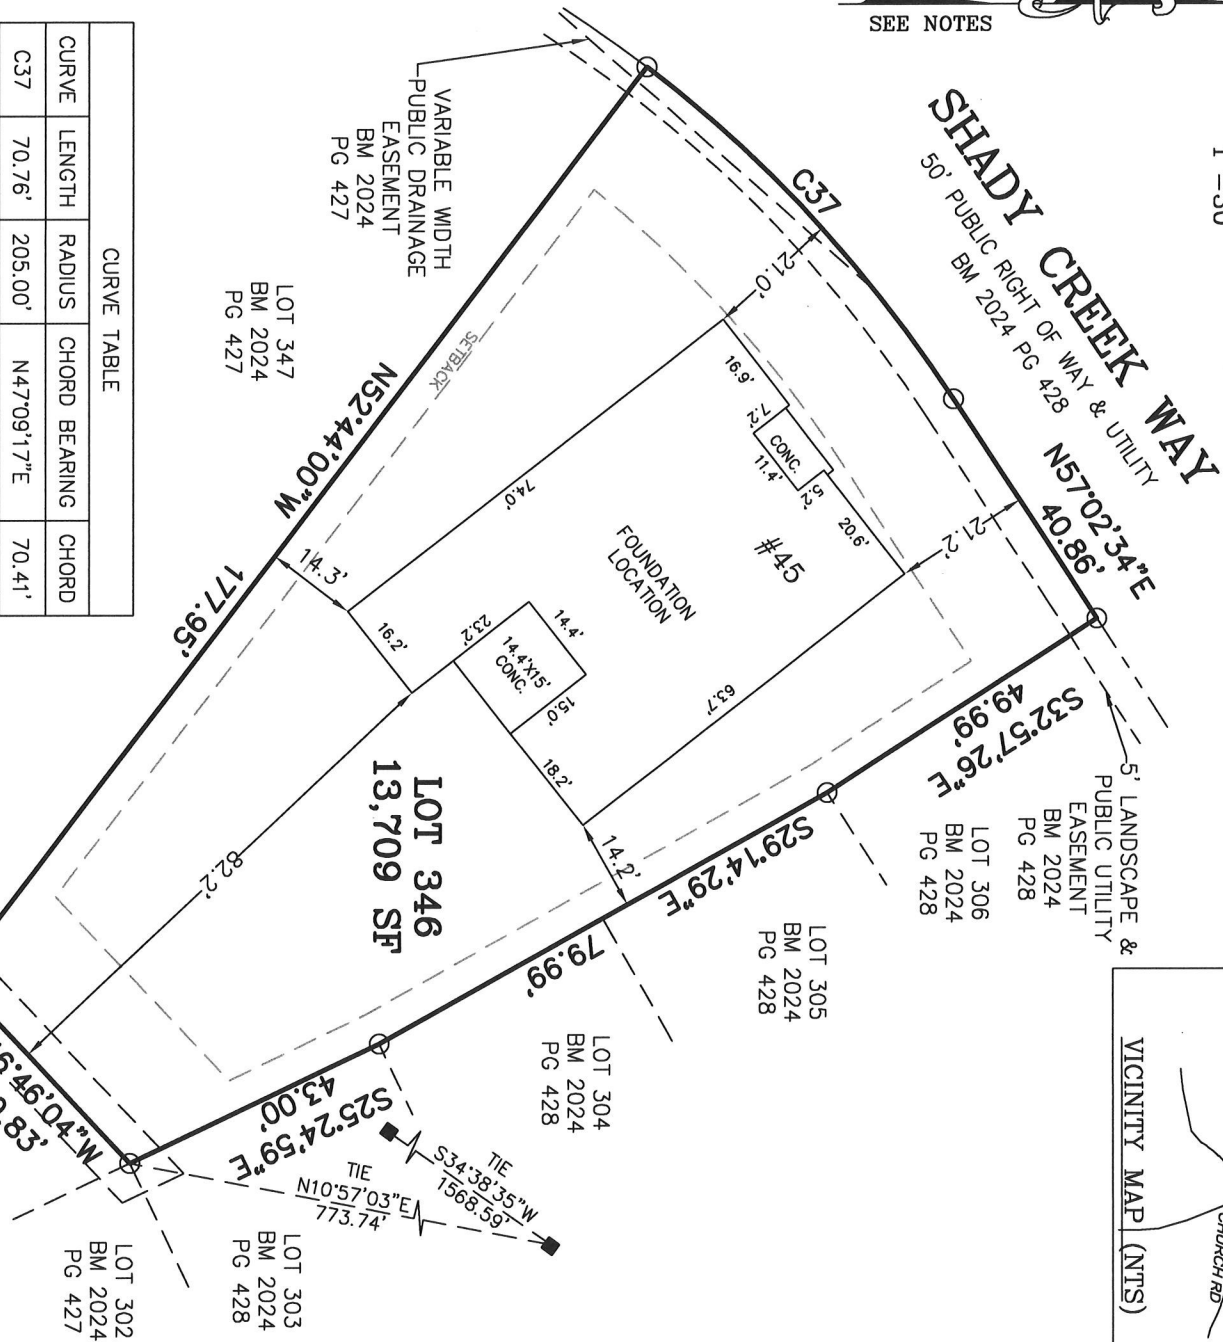 SEE NOTES
SHADY CREEK WAY
50' PUBLIC RIGHT OF WAY & UTILITY
BM 2024 PG 428
N57°02'34"E
40.86'
C37
21.0'
21.2'
VARIABLE WIDTH
PUBLIC DRAINAGE
EASEMENT
BM 2024
PG 427
LOT 347
BM 2024
PG 427
SETBACK
N52°44'00"W
177.95'
16.9'
7.2'
CONC.
11.4'
5.2'
20.6'
#45
FOUNDATION
LOCATION
74.0'
63.7'
14.3'
16.2'
23.2'
14.4'
14.4'X15'
CONC.
15.0'
18.2'
14.2'
82.2'
LOT 346
13,709 SF
S32°57'26"E
49.99'
5' LANDSCAPE &
PUBLIC UTILITY
EASEMENT
BM 2024
PG 428
LOT 306
BM 2024
PG 428
S29°14'29"E
79.99'
LOT 305
BM 2024
PG 428
LOT 304
BM 2024
PG 428
S25°24'59"E
43.00'
TIE
S34°38'35"W
1568.59'
TIE
N10°57'03"E
773.74'
LOT 303
BM 2024
PG 428
LOT 302
BM 2024
PG 427
6°46'04"W
.83'
CURVE TABLE
CURVE LENGTH RADIUS CHORD BEARING CHORD
C37 70.76' 205.00' N47°09'17"E 70.41'
VICINITY MAP (NTS)
CHURCH RD